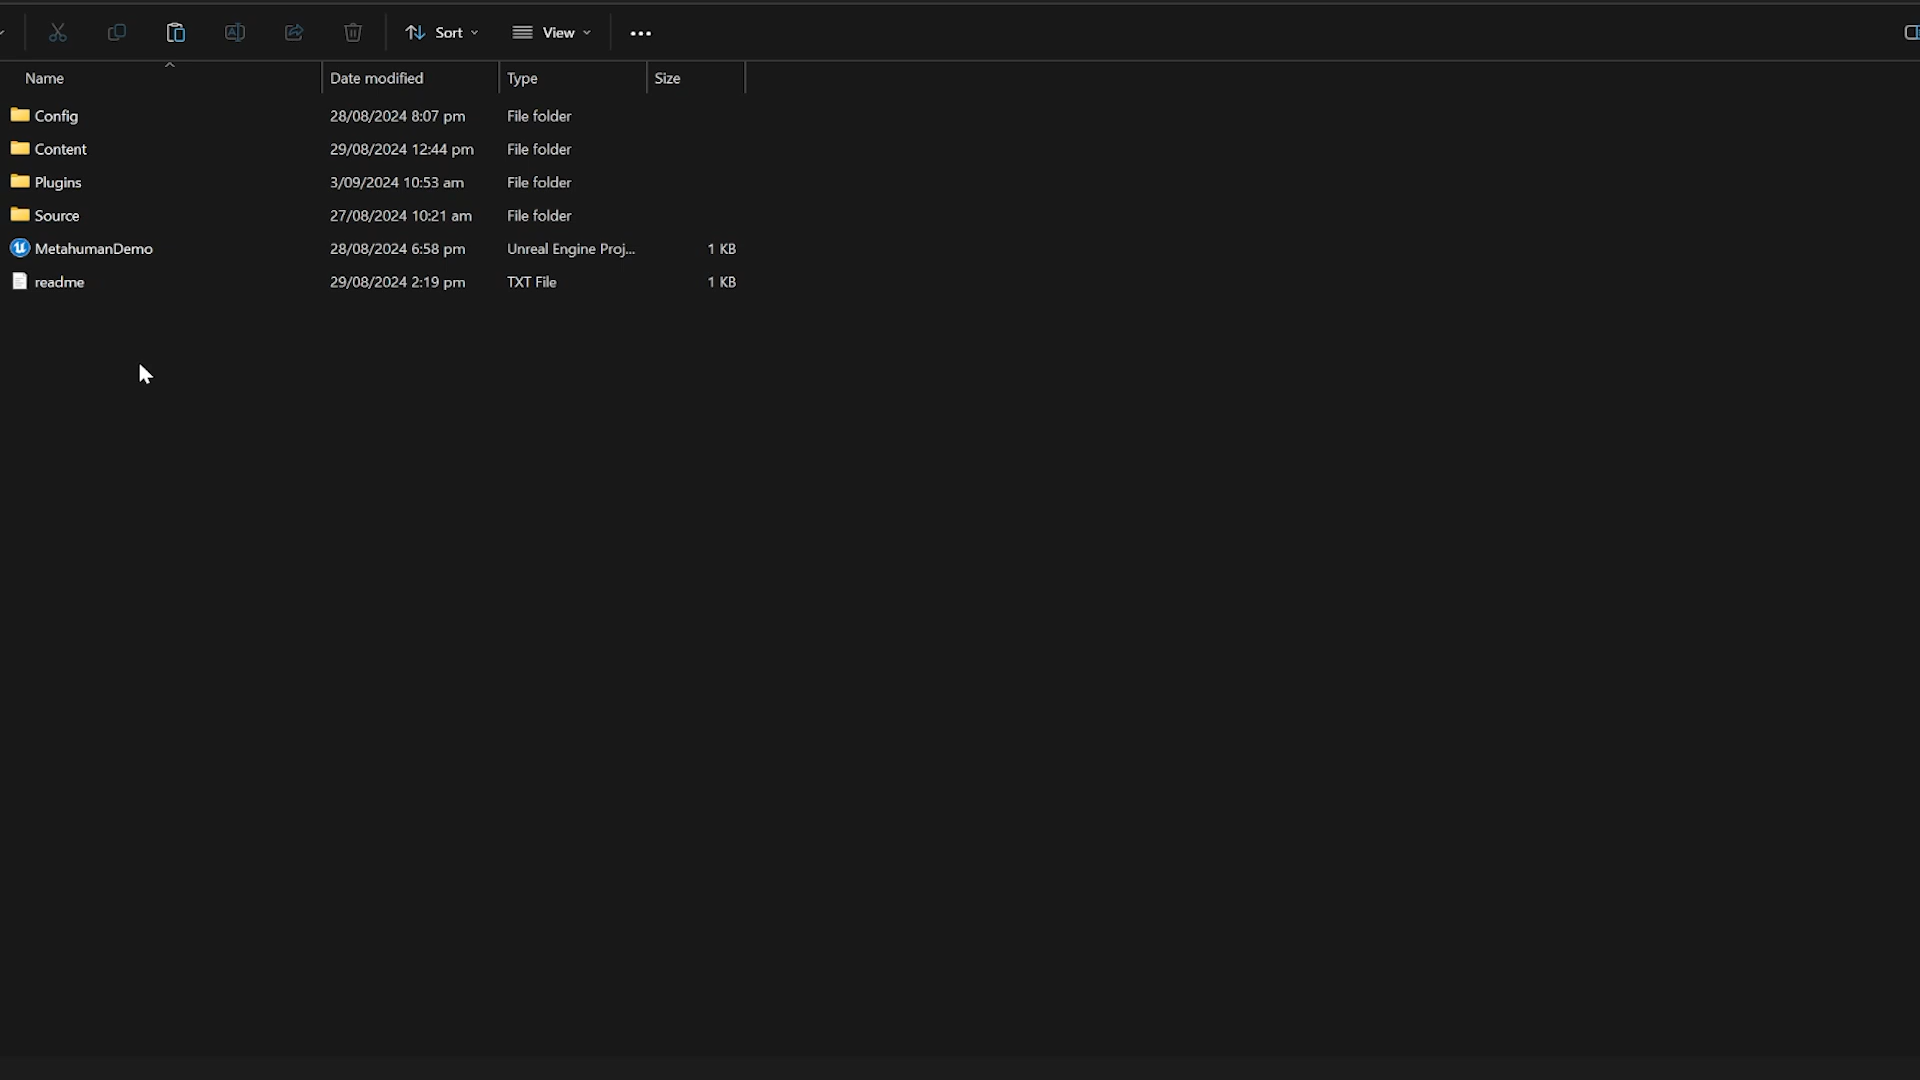 Sort View
Name Date modified Type Size
Config 28/08/2024 8:07 pm File folder
Content 29/08/2024 12:44 pm File folder
Plugins 3/09/2024 10:53 am File folder
Source 27/08/2024 10:21 am File folder
MetahumanDemo 28/08/2024 6:58 pm Unreal Engine Proj... 1 KB
readme 29/08/2024 2:19 pm TXT File 1 KB